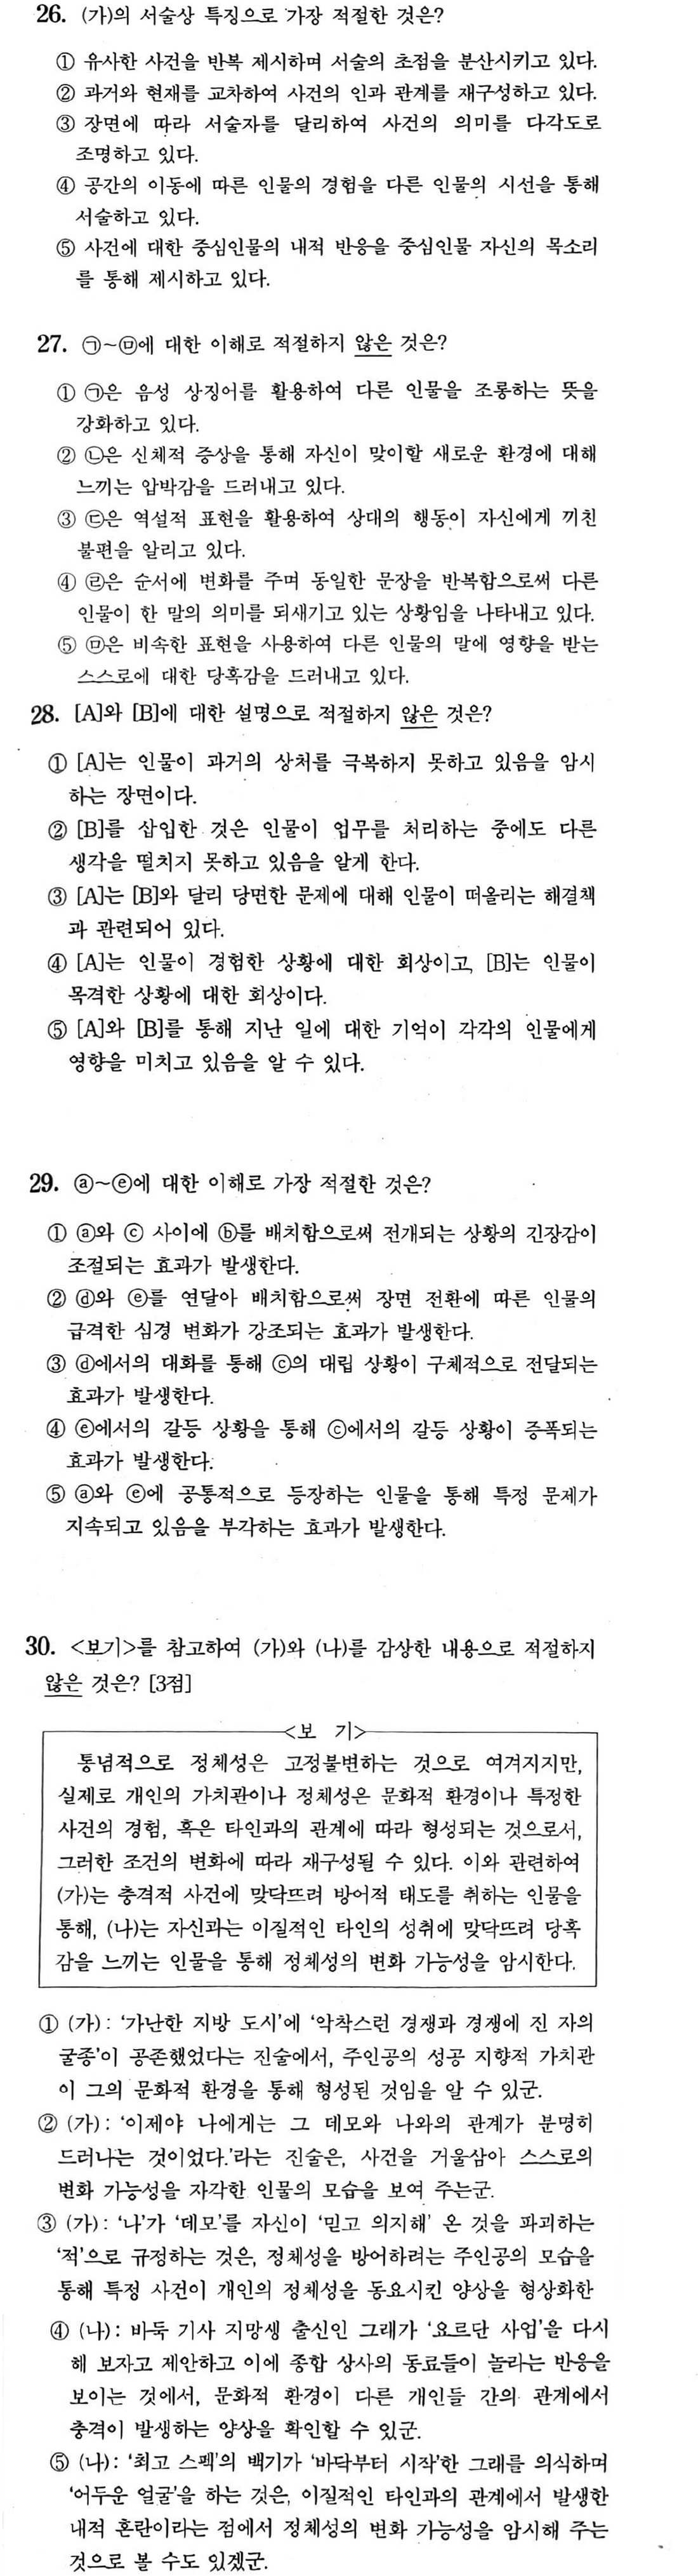 26. (가)의 서술상 특징으로 가장 적절한 것은?
① 유사한 사건을 반복 제시하며 서술의 초점을 분산시키고 있다.
② 과거와 현재를 교차하여 사건의 인과 관계를 재구성하고 있다.
③ 장면에 따라 서술자를 달리하여 사건의 의미를 다각도로
조명하고 있다.
④ 공간의 이동에 따른 인물의 경험을 다른 인물의 시선을 통해
서술하고 있다.
⑤ 사건에 대한 중심인물의 내적 반응을 중심인물 자신의 목소리
를 통해 제시하고 있다.
27. ㉠~㉤에 대한 이해로 적절하지 않은 것은?
① ㉠은 음성 상징어를 활용하여 다른 인물을 조롱하는 뜻을
강화하고 있다.
② ㉡은 신체적 증상을 통해 자신이 맞이할 새로운 환경에 대해
느끼는 압박감을 드러내고 있다.
③ ㉢은 역설적 표현을 활용하여 상대의 행동이 자신에게 끼친
불편을 알리고 있다.
④ ㉣은 순서에 변화를 주며 동일한 문장을 반복함으로써 다른
인물이 한 말의 의미를 되새기고 있는 상황임을 나타내고 있다.
⑤ ㉤은 비속한 표현을 사용하여 다른 인물의 말에 영향을 받는
스스로에 대한 당혹감을 드러내고 있다.
28. [A]와 [B]에 대한 설명으로 적절하지 않은 것은?
① [A]는 인물이 과거의 상처를 극복하지 못하고 있음을 암시
하는 장면이다.
② [B]를 삽입한 것은 인물이 업무를 처리하는 중에도 다른
생각을 떨치지 못하고 있음을 알게 한다.
③ [A]는 [B]와 달리 당면한 문제에 대해 인물이 떠올리는 해결책
과 관련되어 있다.
④ [A]는 인물이 경험한 상황에 대한 회상이고, [B]는 인물이
목격한 상황에 대한 회상이다.
⑤ [A]와 [B]를 통해 지난 일에 대한 기억이 각각의 인물에게
영향을 미치고 있음을 알 수 있다.
29. ⓐ~ⓔ에 대한 이해로 가장 적절한 것은?
① ⓐ와 ⓒ 사이에 ⓑ를 배치함으로써 전개되는 상황의 긴장감이
조절되는 효과가 발생한다.
② ⓓ와 ⓔ를 연달아 배치함으로써 장면 전환에 따른 인물의
급격한 심경 변화가 강조되는 효과가 발생한다.
③ ⓓ에서의 대화를 통해 ⓒ의 대립 상황이 구체적으로 전달되는
효과가 발생한다.
④ ⓔ에서의 갈등 상황을 통해 ⓒ에서의 갈등 상황이 증폭되는
효과가 발생한다.
⑤ ⓐ와 ⓔ에 공통적으로 등장하는 인물을 통해 특정 문제가
지속되고 있음을 부각하는 효과가 발생한다.
30. <보기>를 참고하여 (가)와 (나)를 감상한 내용으로 적절하지
않은 것은? [3점]
<보 기>
통념적으로 정체성은 고정불변하는 것으로 여겨지지만,
실제로 개인의 가치관이나 정체성은 문화적 환경이나 특정한
사건의 경험, 혹은 타인과의 관계에 따라 형성되는 것으로서,
그러한 조건의 변화에 따라 재구성될 수 있다. 이와 관련하여
(가)는 충격적 사건에 맞닥뜨려 방어적 태도를 취하는 인물을
통해, (나)는 자신과는 이질적인 타인의 성취에 맞닥뜨려 당혹
감을 느끼는 인물을 통해 정체성의 변화 가능성을 암시한다.
① (가) : '가난한 지방 도시'에 '악착스런 경쟁과 경쟁에 진 자의
굴종'이 공존했었다는 진술에서, 주인공의 성공 지향적 가치관
이 그의 문화적 환경을 통해 형성된 것임을 알 수 있군.
② (가) : '이제야 나에게는 그 데모와 나와의 관계가 분명히
드러나는 것이었다.'라는 진술은, 사건을 거울삼아 스스로의
변화 가능성을 자각한 인물의 모습을 보여 주는군.
③ (가) : '나'가 '데모'를 자신이 '믿고 의지해' 온 것을 파괴하는
'적'으로 규정하는 것은, 정체성을 방어하려는 주인공의 모습을
통해 특정 사건이 개인의 정체성을 동요시킨 양상을 형상화한
④ (나) : 바둑 기사 지망생 출신인 그래가 '요르단 사업'을 다시
해 보자고 제안하고 이에 종합 상사의 동료들이 놀라는 반응을
보이는 것에서, 문화적 환경이 다른 개인들 간의 관계에서
충격이 발생하는 양상을 확인할 수 있군.
⑤ (나) : '최고 스펙'의 백기가 '바닥부터 시작'한 그래를 의식하며
'어두운 얼굴'을 하는 것은, 이질적인 타인과의 관계에서 발생한
내적 혼란이라는 점에서 정체성의 변화 가능성을 암시해 주는
것으로 볼 수도 있겠군.